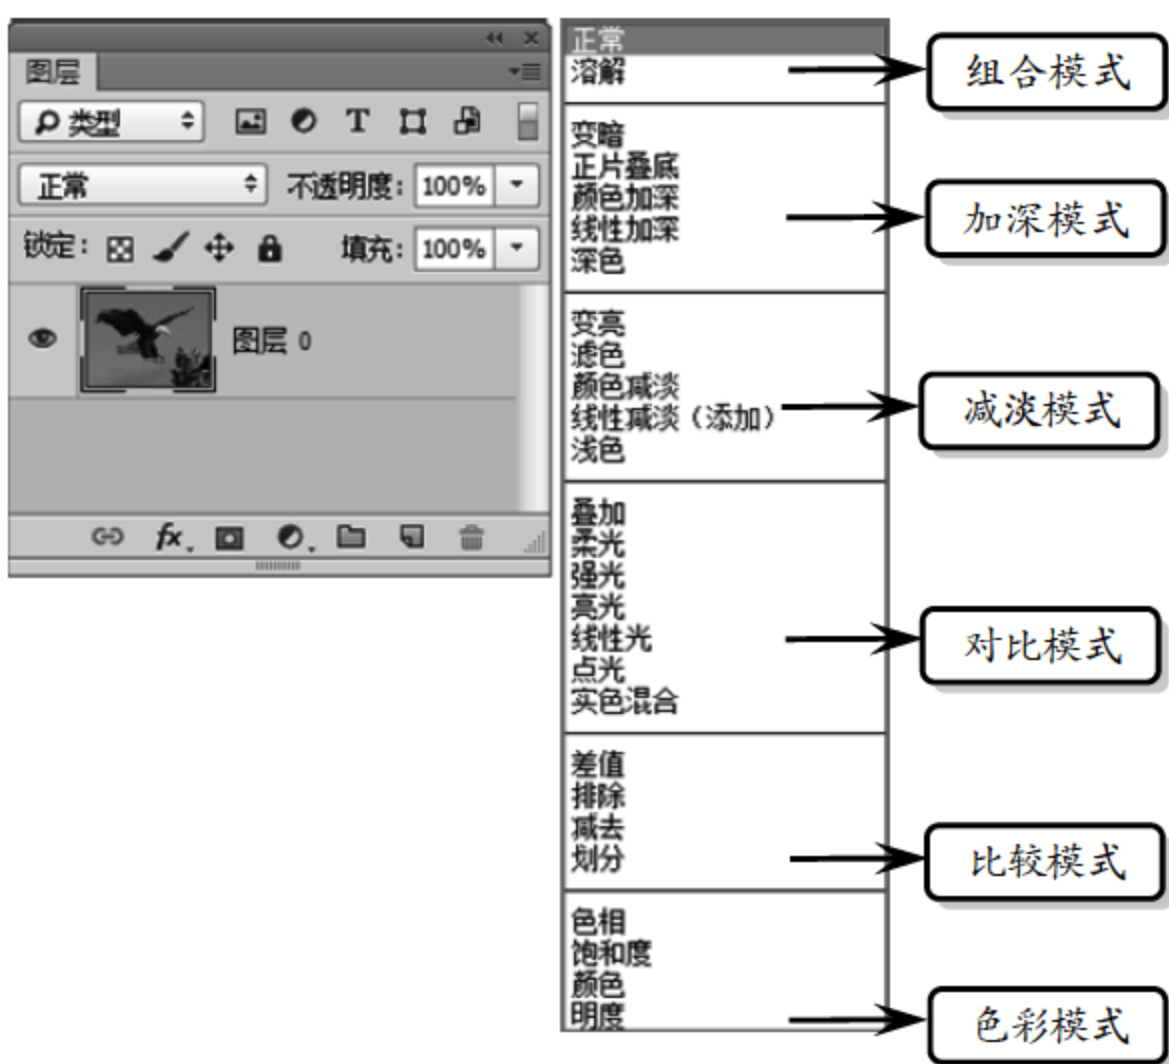 图层
类型
正常 不透明度: 100%
锁定: 填充: 100%
图层 0
fx
正常
溶解
组合模式
变暗
正片叠底
颜色加深
线性加深
深色
加深模式
变亮
滤色
颜色减淡
线性减淡（添加）
浅色
减淡模式
叠加
柔光
强光
亮光
线性光
点光
实色混合
对比模式
差值
排除
减去
划分
比较模式
色相
饱和度
颜色
明度
色彩模式